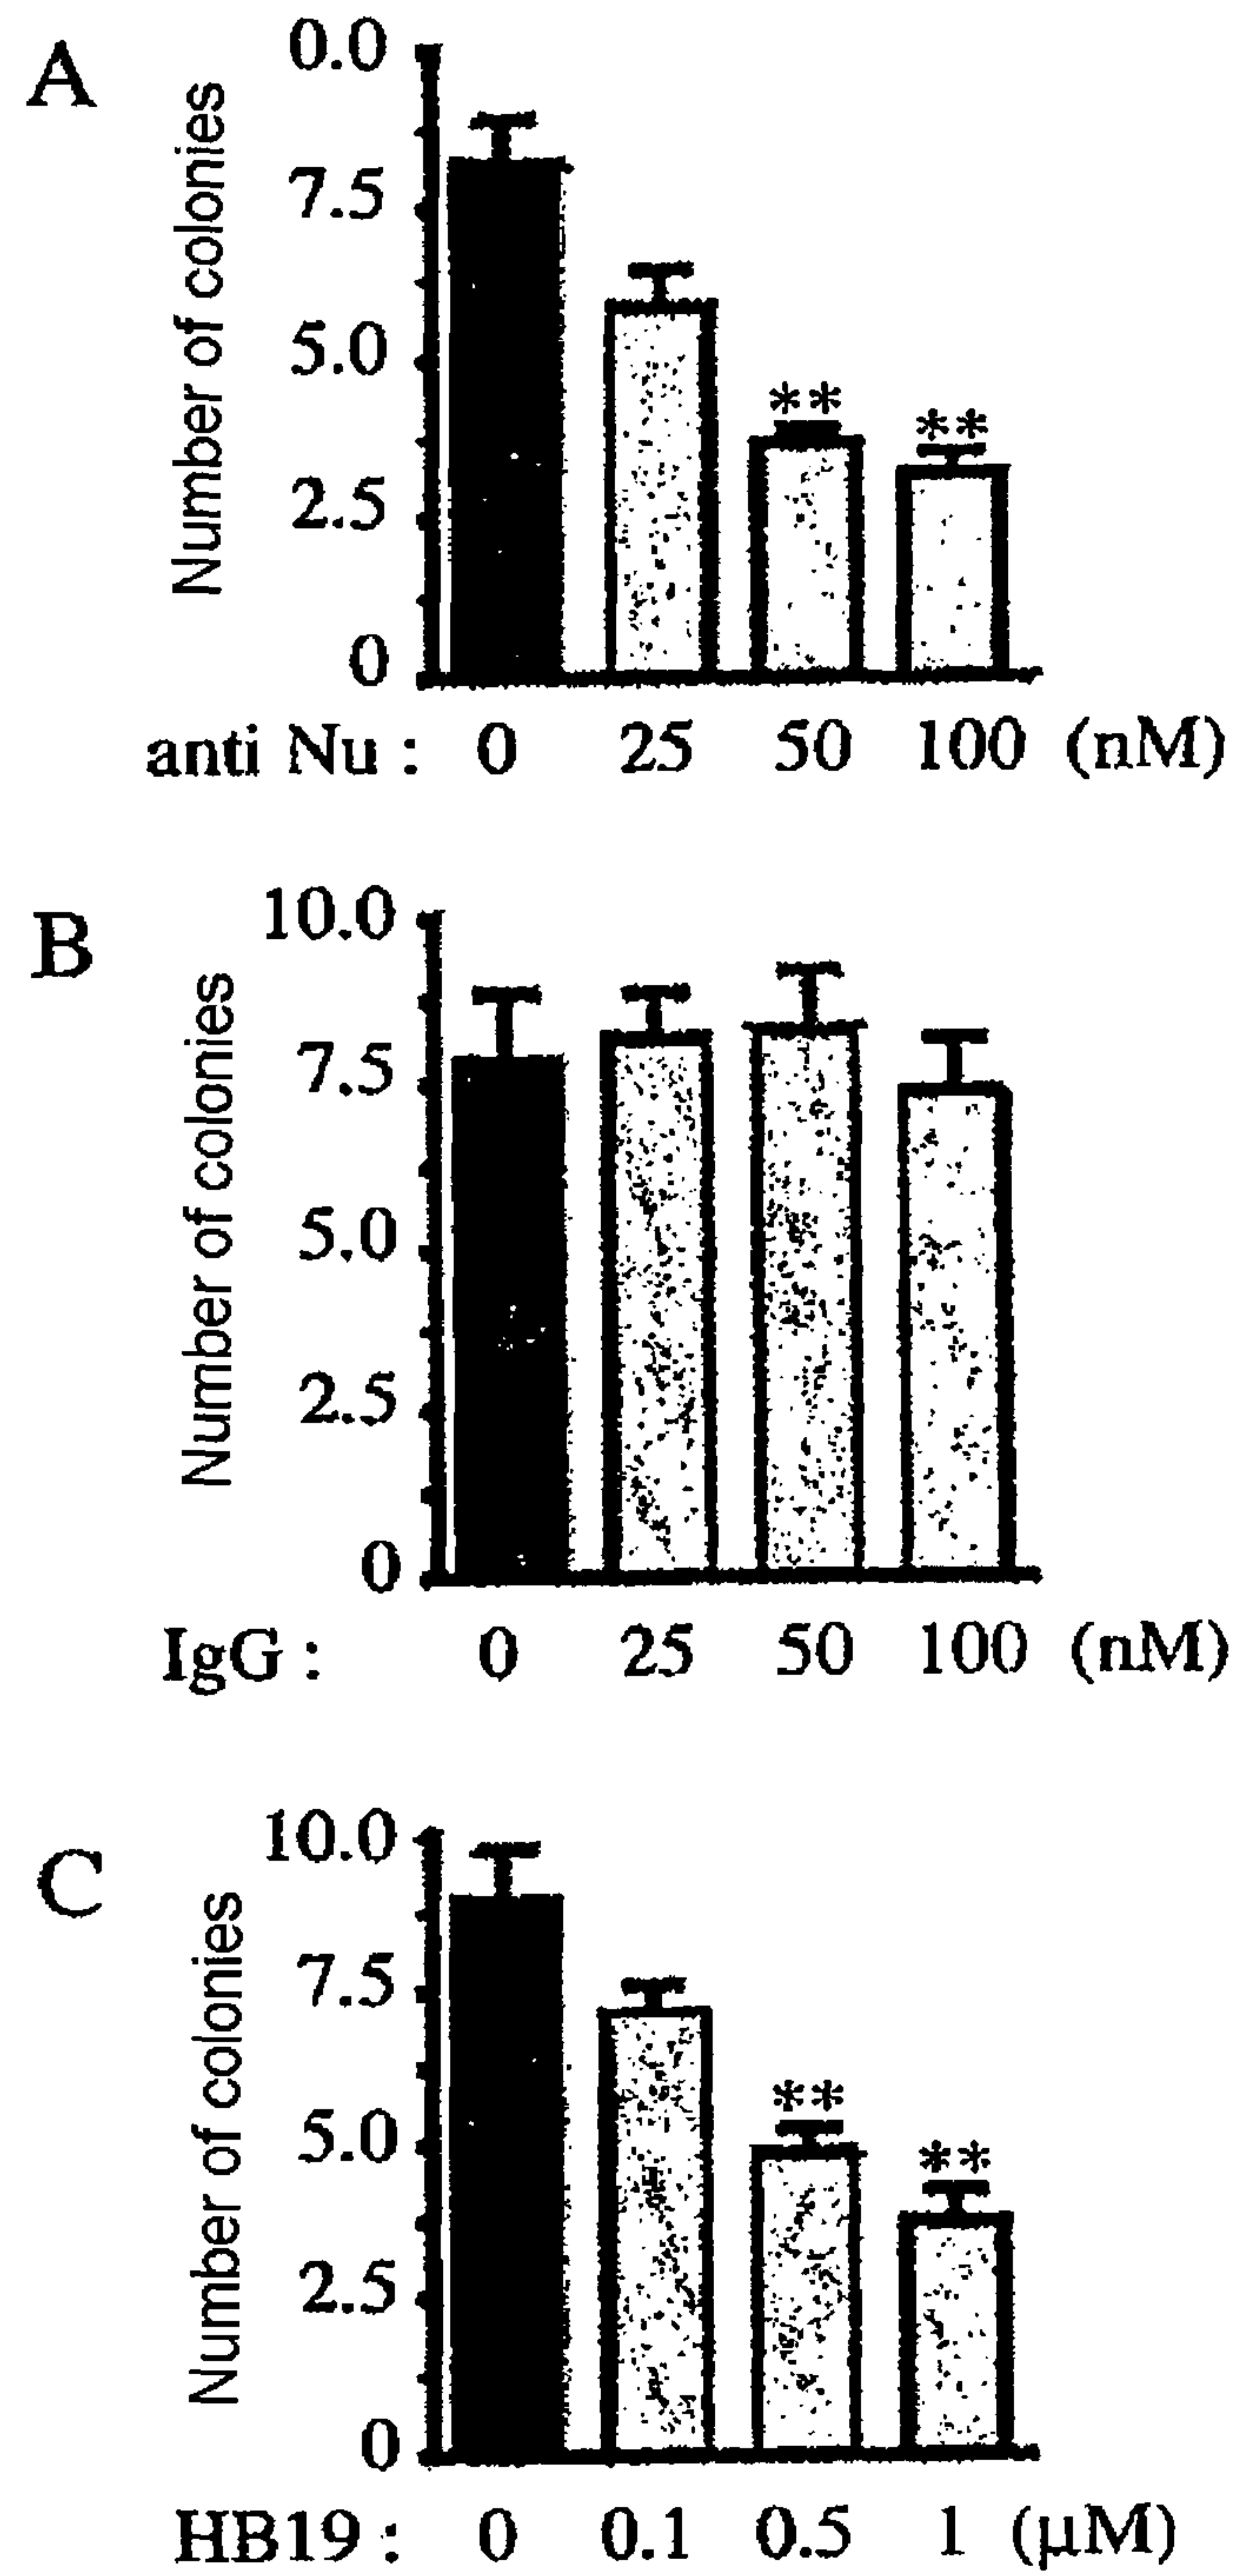 A
Number of colonies
0.0
7.5
5.0
2.5
0
**
**
anti Nu : 0 25 50 100 (nM)
B
Number of colonies
10.0
7.5
5.0
2.5
0
IgG : 0 25 50 100 (nM)
C
Number of colonies
10.0
7.5
5.0
2.5
0
**
**
HB19 : 0 0.1 0.5 1 (µM)